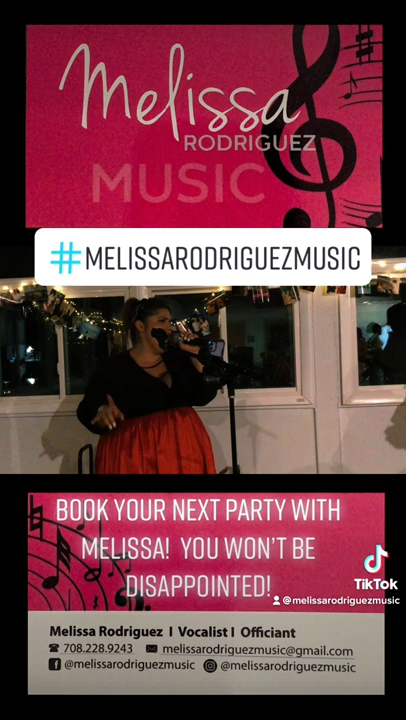 Melissa
RODRIGUEZ
MUSIC
#MELISSARODRIGUEZMUSIC
BOOK YOUR NEXT PARTY WITH
MELISSA! YOU WON'T BE
DISAPPOINTED!
TikTok
@melissarodriguezmusic
Melissa Rodriguez I Vocalist I Officiant
708.228.9243 melissarodriguezmusic@gmail.com
@melissarodriguezmusic @melissarodriguezmusic